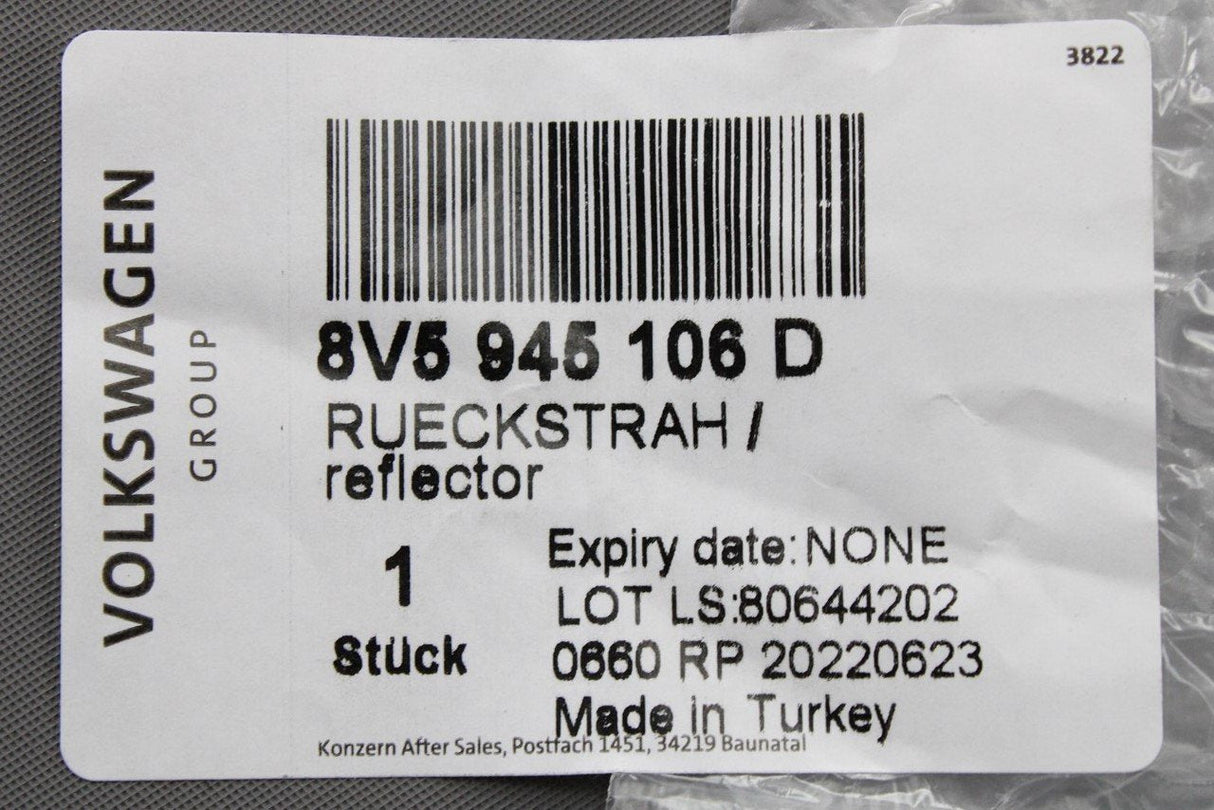 3822
VOLKSWAGEN
GROUP
8V5 945 106 D
RUECKSTRAH /
reflector
1
Stück
Expiry date: NONE
LOT LS:80644202
0660 RP 20220623
Made in Turkey
Konzern After Sales, Postfach 1451, 34219 Baunatal